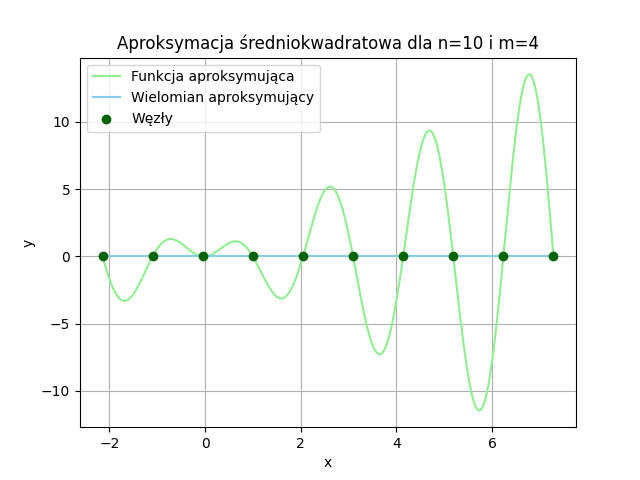 Aproksymacja średniokwadratowa dla n=10 i m=4
Funkcja aproksymująca
Wielomian aproksymujący
Węzły
y
10
5
0
−5
−10
−2 0 2 4 6
x